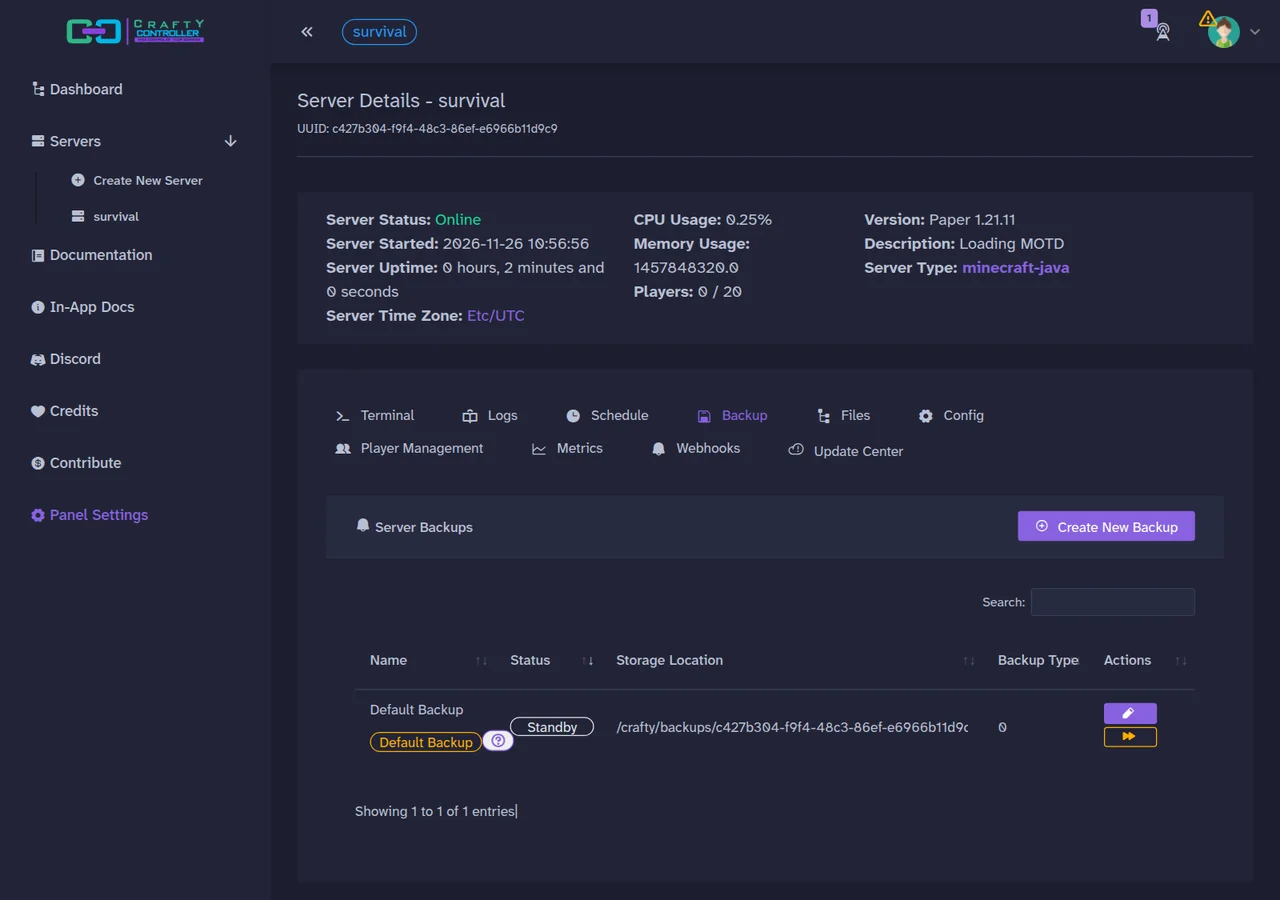 CRAFTY
CONTROLLER
survival
1
Dashboard
Servers
Create New Server
survival
Documentation
In-App Docs
Discord
Credits
Contribute
Panel Settings
Server Details - survival
UUID: c427b304-f9f4-48c3-86ef-e6966b11d9c9
Server Status: Online
Server Started: 2026-11-26 10:56:56
Server Uptime: 0 hours, 2 minutes and
0 seconds
Server Time Zone: Etc/UTC
CPU Usage: 0.25%
Memory Usage:
1457848320.0
Players: 0 / 20
Version: Paper 1.21.11
Description: Loading MOTD
Server Type: minecraft-java
Terminal Logs Schedule Backup Files Config
Player Management Metrics Webhooks Update Center
Server Backups Create New Backup
Search:
Name Status Storage Location Backup Type Actions
Default Backup
Default Backup
Standby
/crafty/backups/c427b304-f9f4-48c3-86ef-e6966b11d9c
0
Showing 1 to 1 of 1 entries